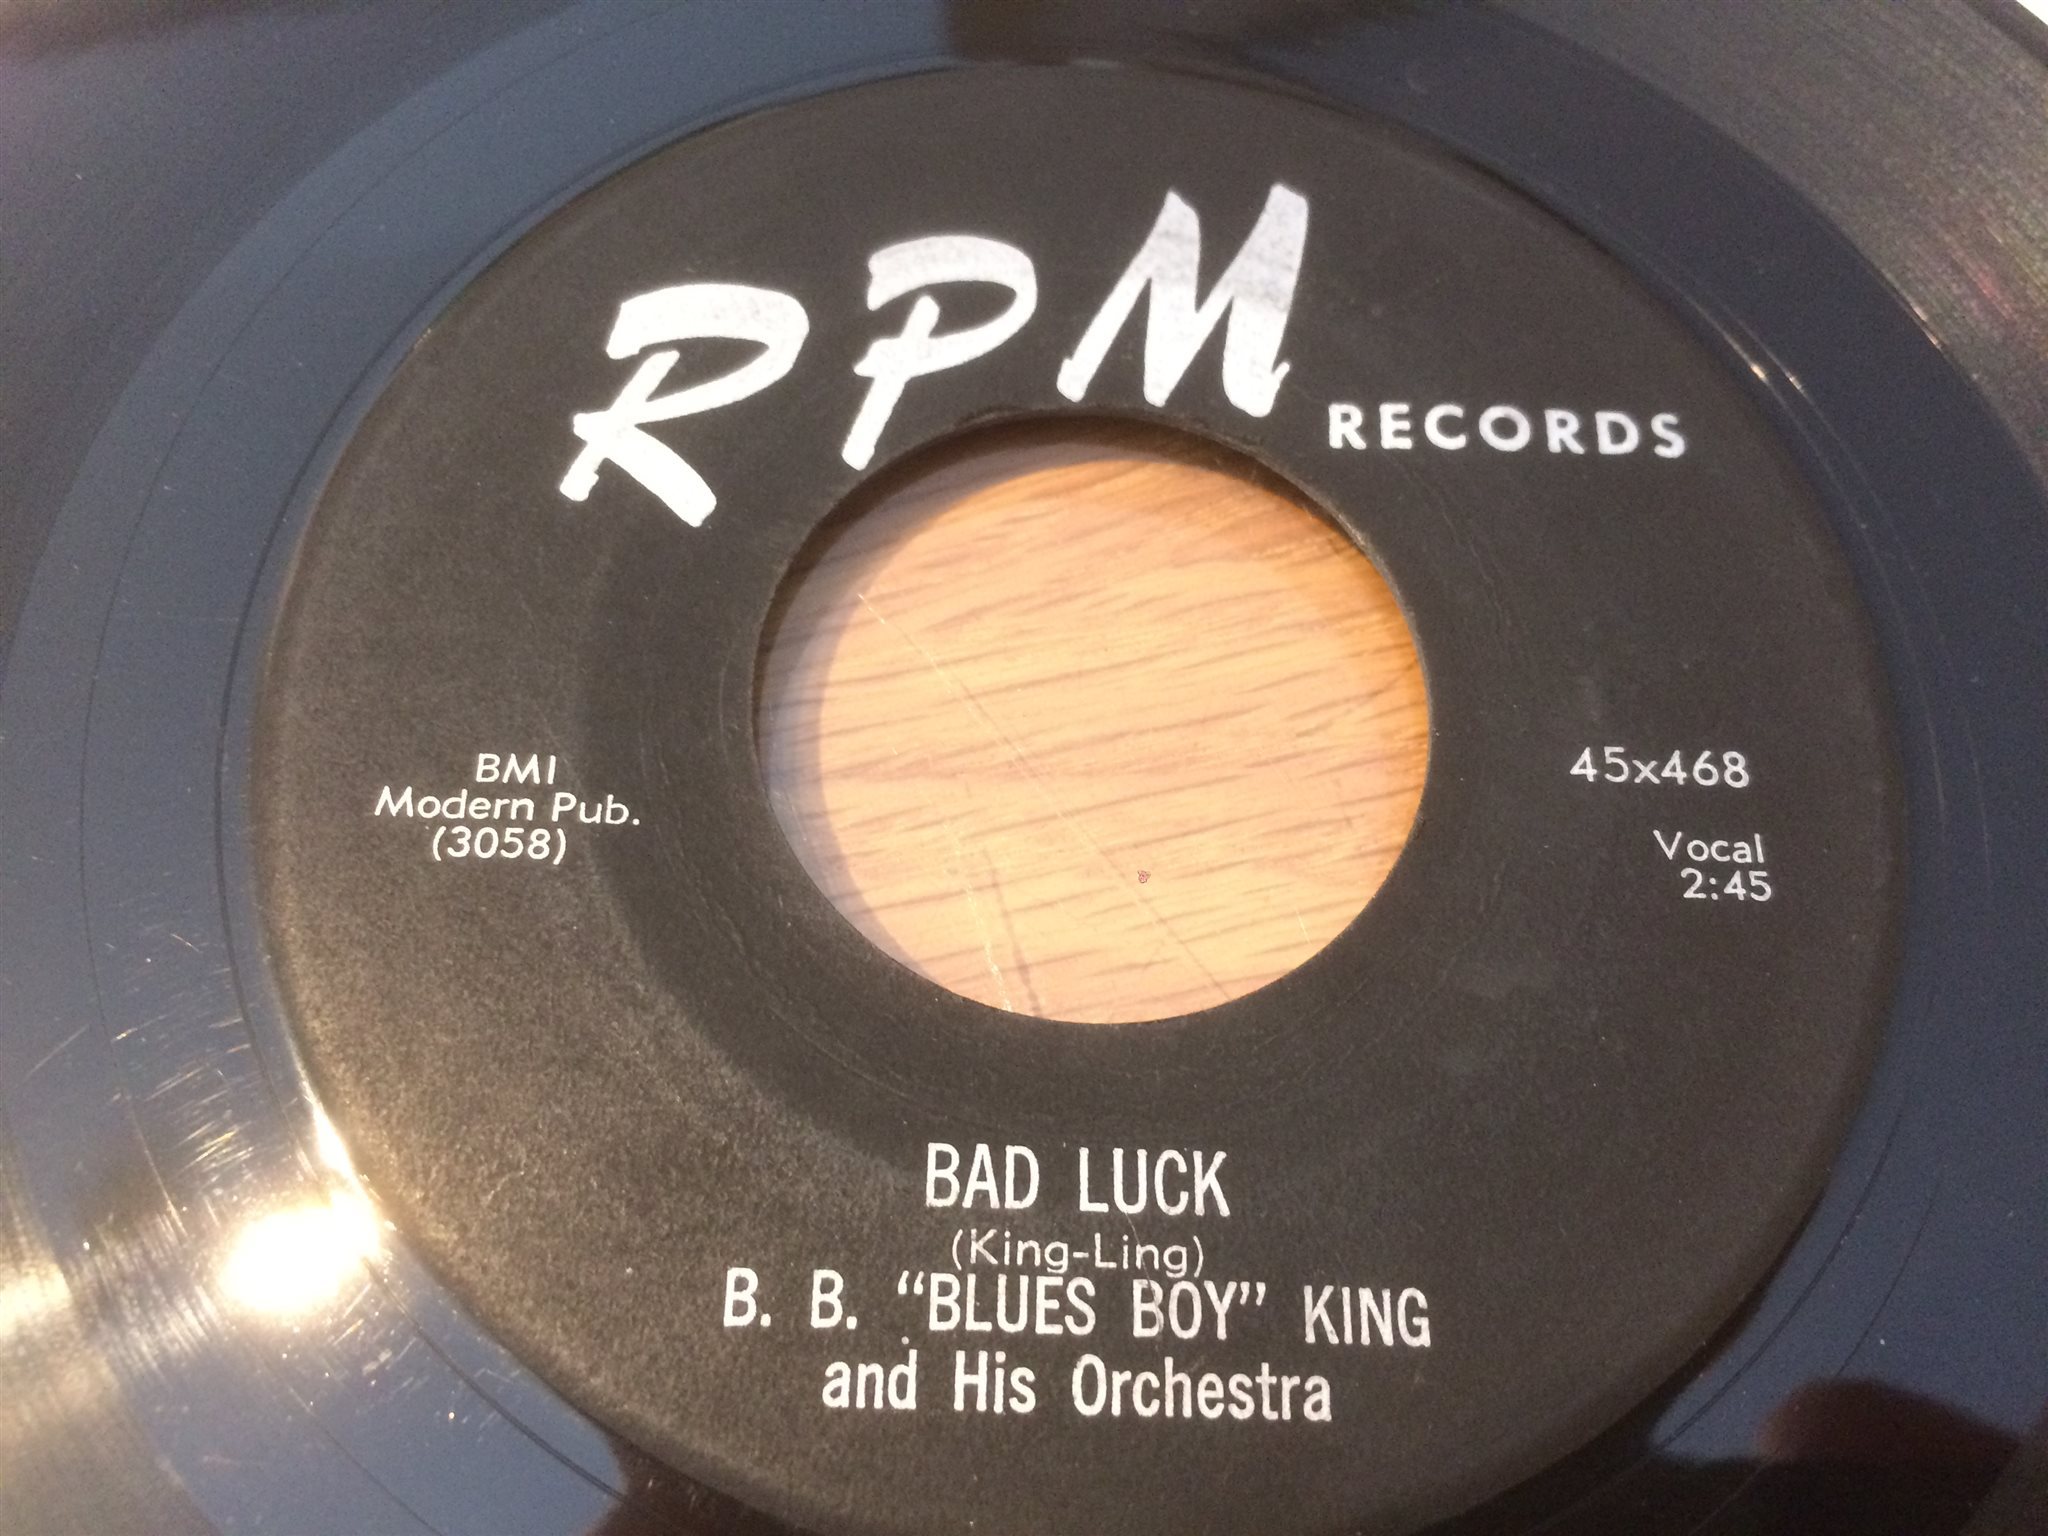 RPM RECORDS
BMI
Modern Pub.
(3058)
45x468
Vocal
2:45
BAD LUCK
(King-Ling)
B. B. “BLUES BOY” KING
and His Orchestra